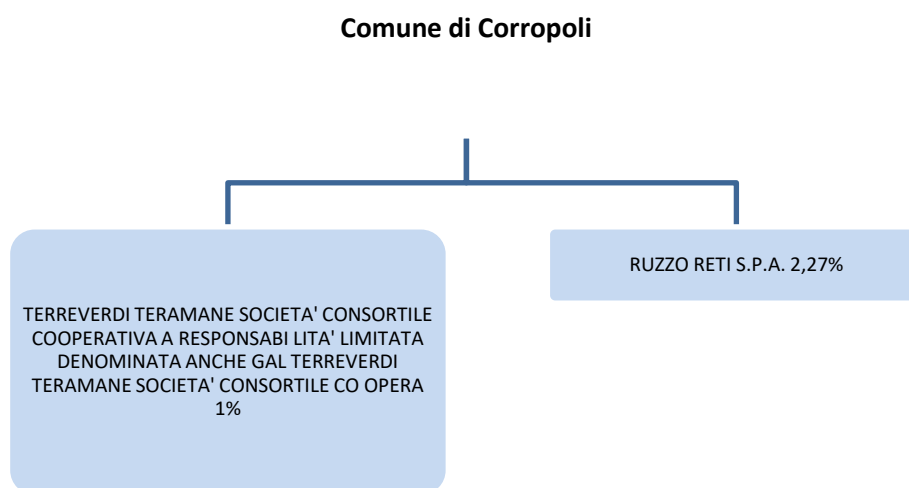 Comune di Corropoli
TERREVERDI TERAMANE SOCIETA' CONSORTILE
COOPERATIVA A RESPONSABI LITA' LIMITATA
DENOMINATA ANCHE GAL TERREVERDI
TERAMANE SOCIETA' CONSORTILE CO OPERA
1%
RUZZO RETI S.P.A. 2,27%